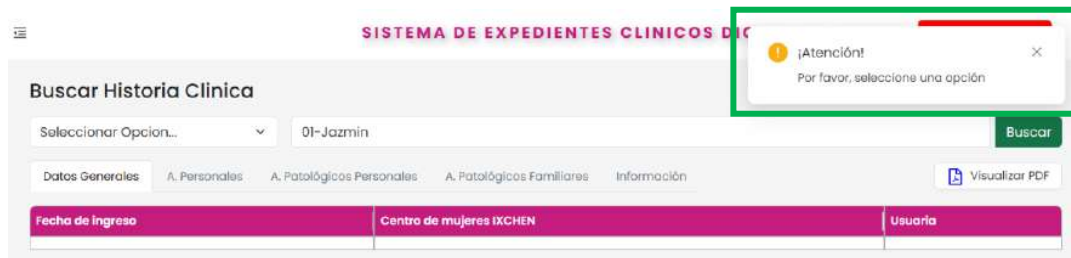 SISTEMA DE EXPEDIENTES CLINICOS
¡Atención!
Por favor, seleccione una opción
Buscar Historia Clinica
Seleccionar Opcion...
01-Jazmin
Buscar
Datos Generales A. Personales A. Patológicos Personales A. Patológicos Familiares Información
Visualizar PDF
Fecha de ingreso Centro de mujeres IXCHEN Usuaria